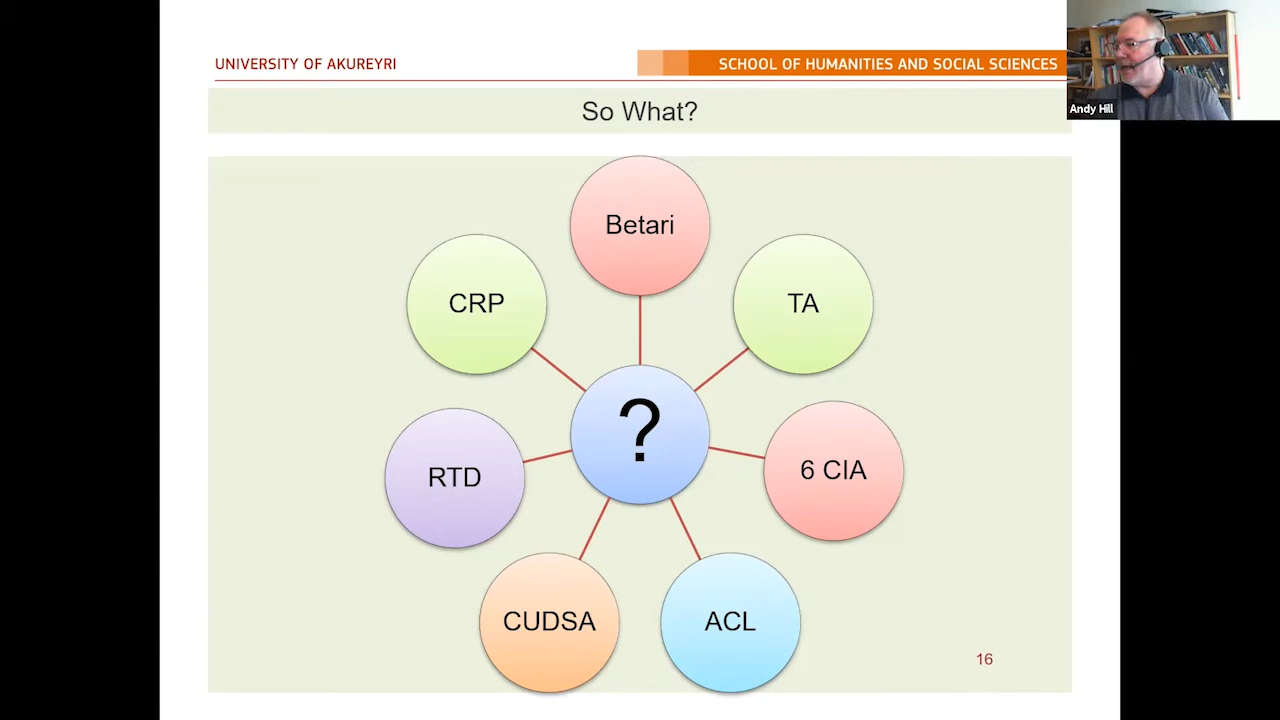 UNIVERSITY OF AKUREYRI
SCHOOL OF HUMANITIES AND SOCIAL SCIENCES
Andy Hill
So What?
Betari
CRP
TA
?
RTD
6 CIA
CUDSA
ACL
16